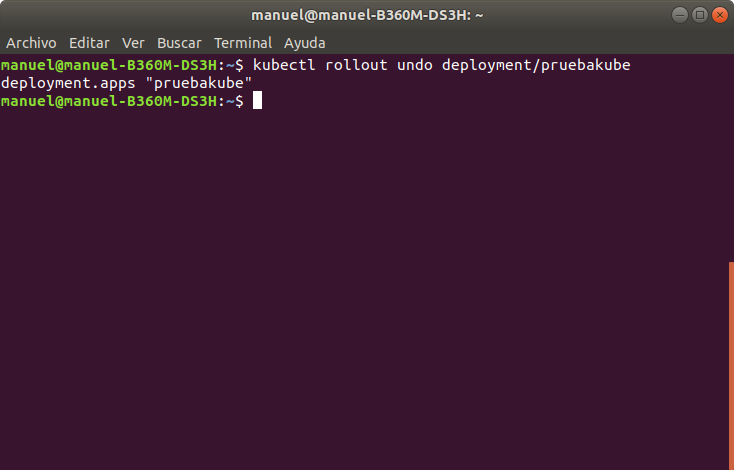 manuel@manuel-B360M-DS3H: ~
Archivo Editar Ver Buscar Terminal Ayuda
manuel@manuel-B360M-DS3H:~$ kubectl rollout undo deployment/pruebakube
deployment.apps "pruebakube"
manuel@manuel-B360M-DS3H:~$